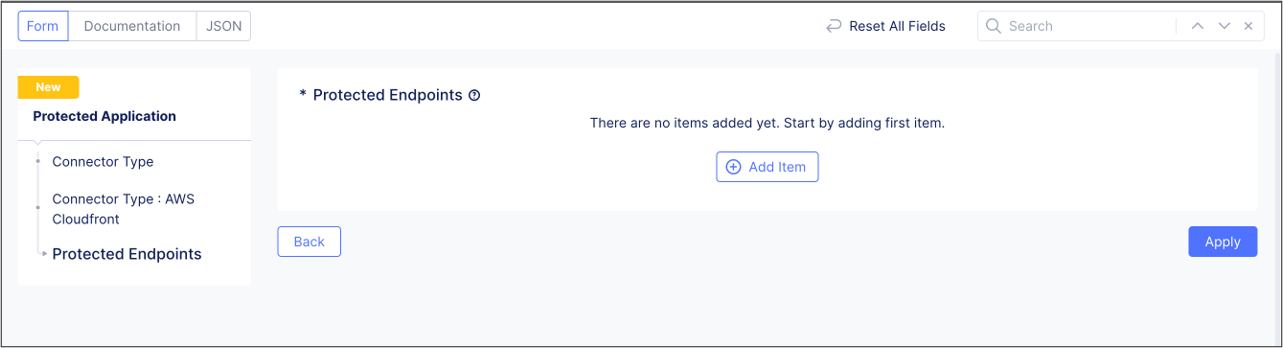 Form Documentation JSON Reset All Fields Search
New
Protected Application
Connector Type
Connector Type : AWS
Cloudfront
Protected Endpoints
* Protected Endpoints
There are no items added yet. Start by adding first item.
Add Item
Back Apply